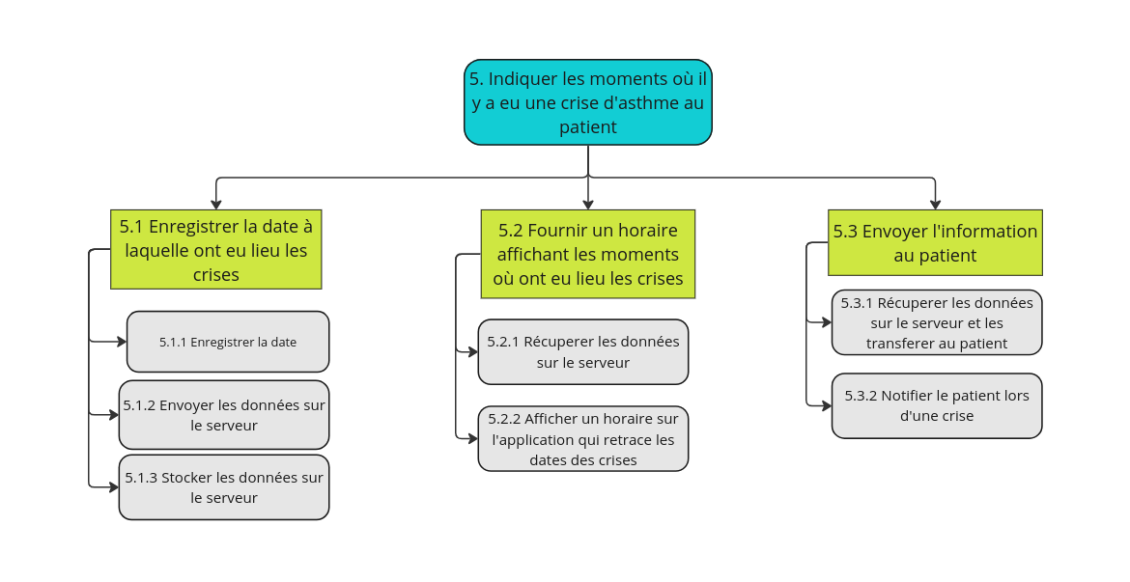 5. Indiquer les moments où il
y a eu une crise d'asthme au
patient
5.1 Enregistrer la date à
laquelle ont eu lieu les
crises
5.1.1 Enregistrer la date
5.1.2 Envoyer les données sur
le serveur
5.1.3 Stocker les données sur
le serveur
5.2 Fournir un horaire
affichant les moments
où ont eu lieu les crises
5.2.1 Récuperer les données
sur le serveur
5.2.2 Afficher un horaire sur
l'application qui retrace les
dates des crises
5.3 Envoyer l'information
au patient
5.3.1 Récuperer les données
sur le serveur et les
transferer au patient
5.3.2 Notifier le patient lors
d'une crise